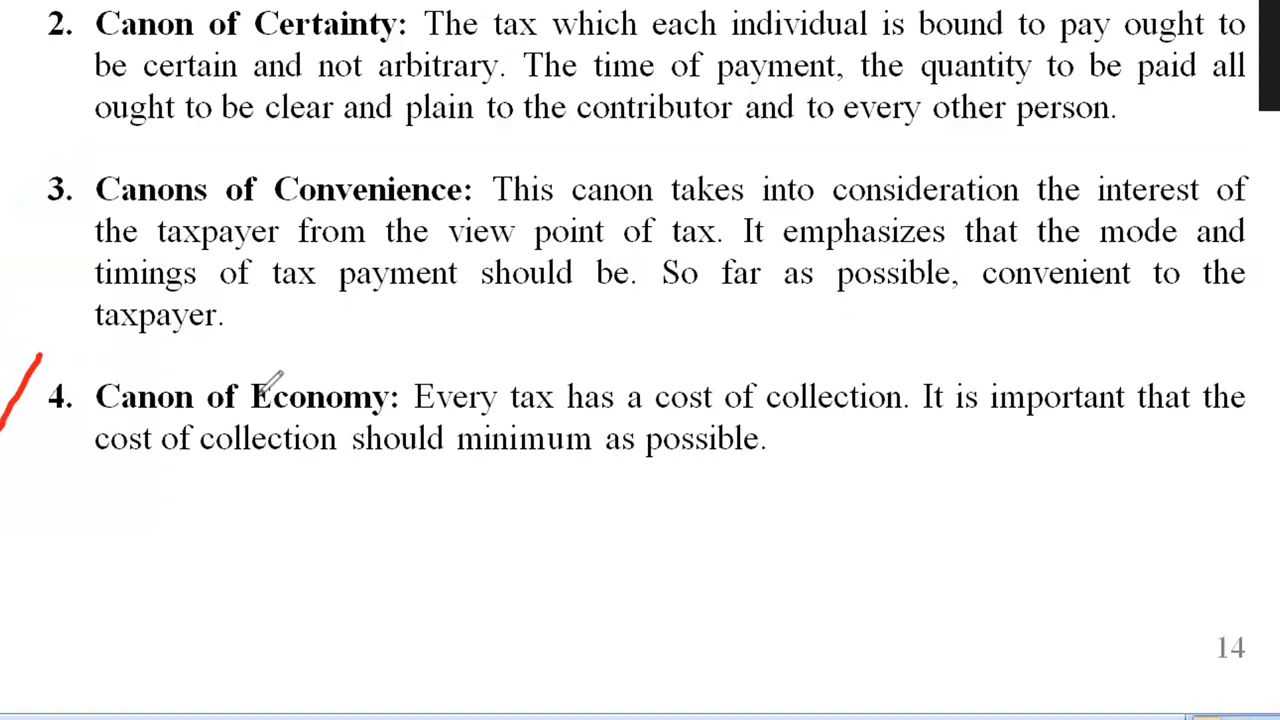 2. Canon of Certainty: The tax which each individual is bound to pay ought to
be certain and not arbitrary. The time of payment, the quantity to be paid all
ought to be clear and plain to the contributor and to every other person.
3. Canons of Convenience: This canon takes into consideration the interest of
the taxpayer from the view point of tax. It emphasizes that the mode and
timings of tax payment should be. So far as possible, convenient to the
taxpayer.
4. Canon of Economy: Every tax has a cost of collection. It is important that the
cost of collection should minimum as possible.
14